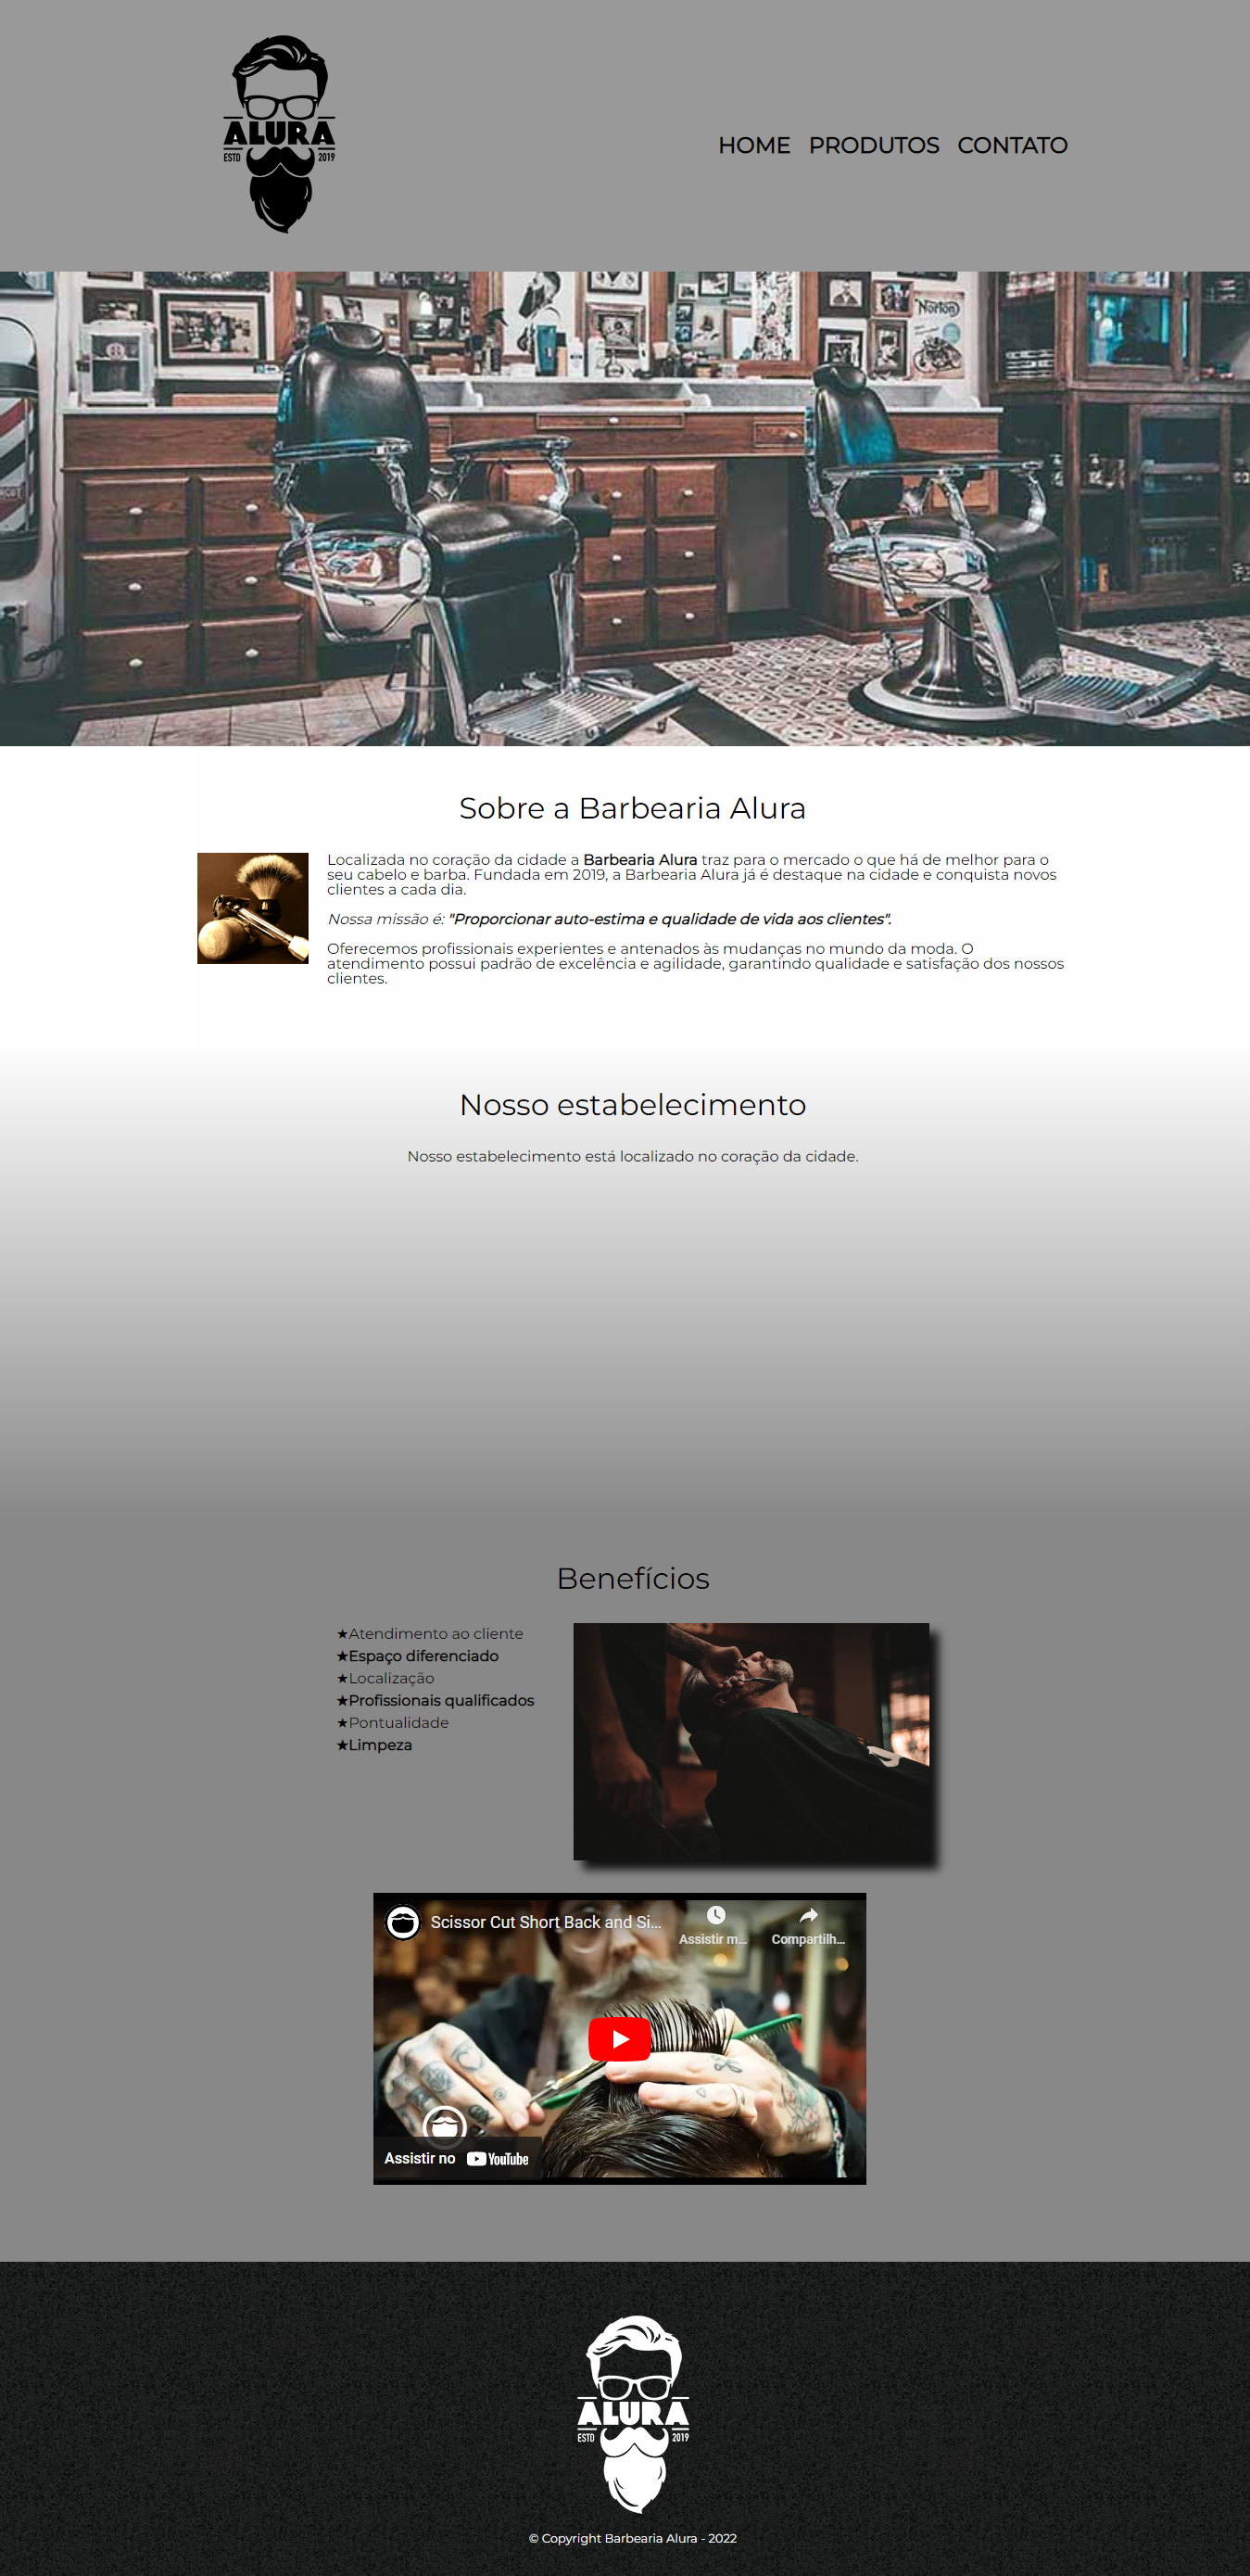 ALURA
ESTD 2019
HOME PRODUTOS CONTATO
Norton
Sobre a Barbearia Alura
Localizada no coração da cidade a Barbearia Alura traz para o mercado o que há de melhor para o
seu cabelo e barba. Fundada em 2019, a Barbearia Alura já é destaque na cidade e conquista novos
clientes a cada dia.
Nossa missão é: "Proporcionar auto-estima e qualidade de vida aos clientes".
Oferecemos profissionais experientes e antenados às mudanças no mundo da moda. O
atendimento possui padrão de excelência e agilidade, garantindo qualidade e satisfação dos nossos
clientes.
Nosso estabelecimento
Nosso estabelecimento está localizado no coração da cidade.
Benefícios
★Atendimento ao cliente
★Espaço diferenciado
★Localização
★Profissionais qualificados
★Pontualidade
★Limpeza
Scissor Cut Short Back and Si...
Assistir m...
Compartilh...
Assistir no YouTube
ALURA
ESTD 2019
© Copyright Barbearia Alura - 2022